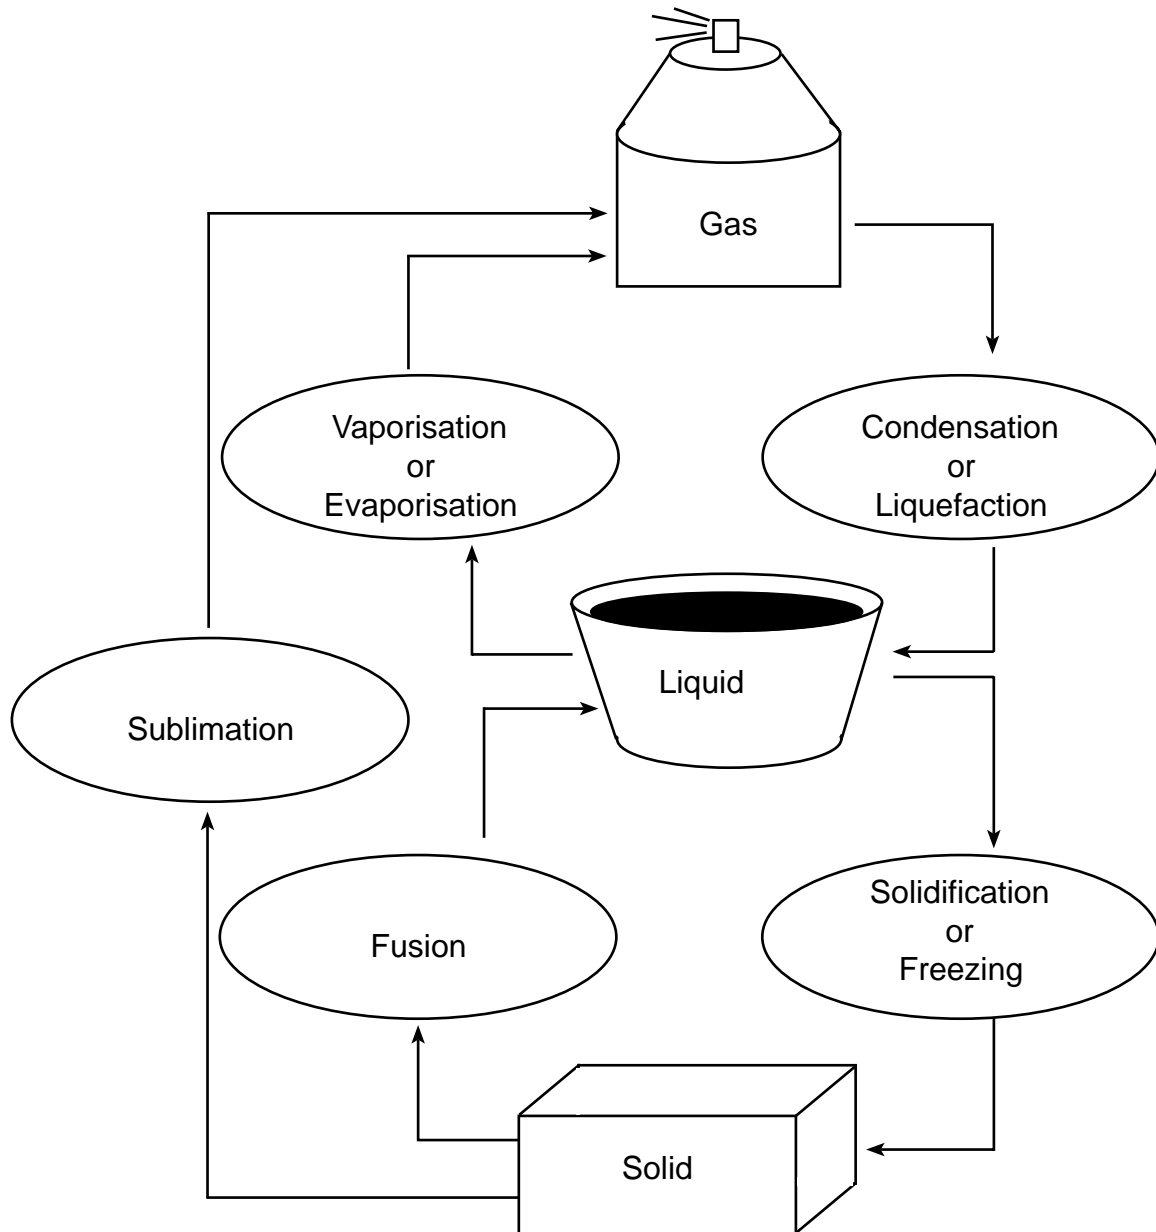 Gas
Vaporisation
or
Evaporisation
Condensation
or
Liquefaction
Liquid
Sublimation
Fusion
Solidification
or
Freezing
Solid